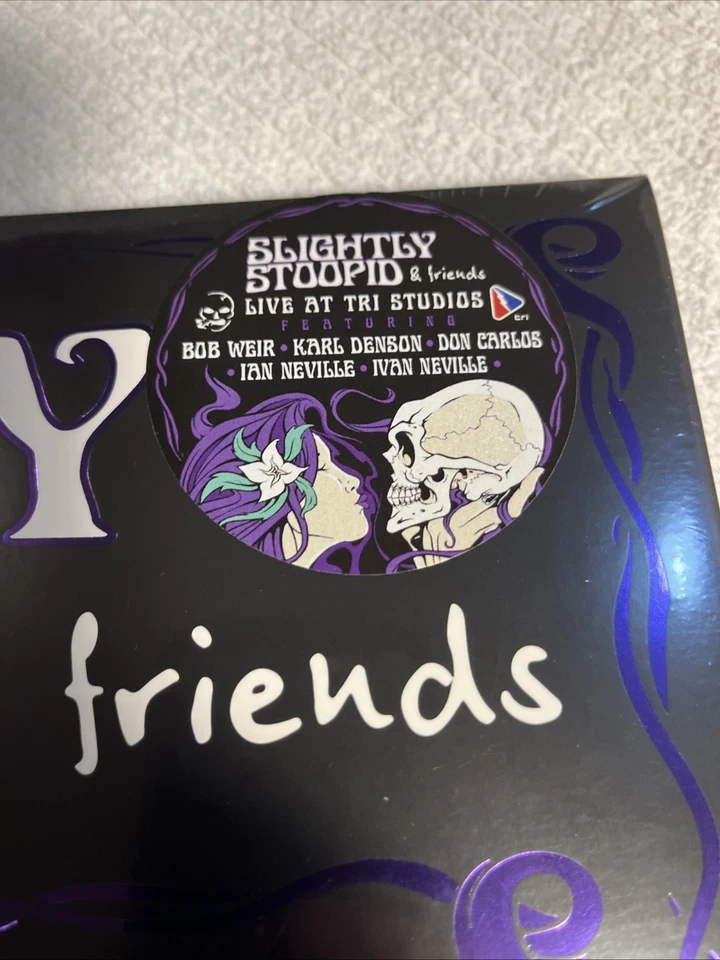 SLIGHTLY
STOOPID & friends
LIVE AT TRI STUDIOS
tri
FEATURING
BOB WEIR • KARL DENSON • DON CARLOS
• IAN NEVILLE • IVAN NEVILLE •
Y
friends